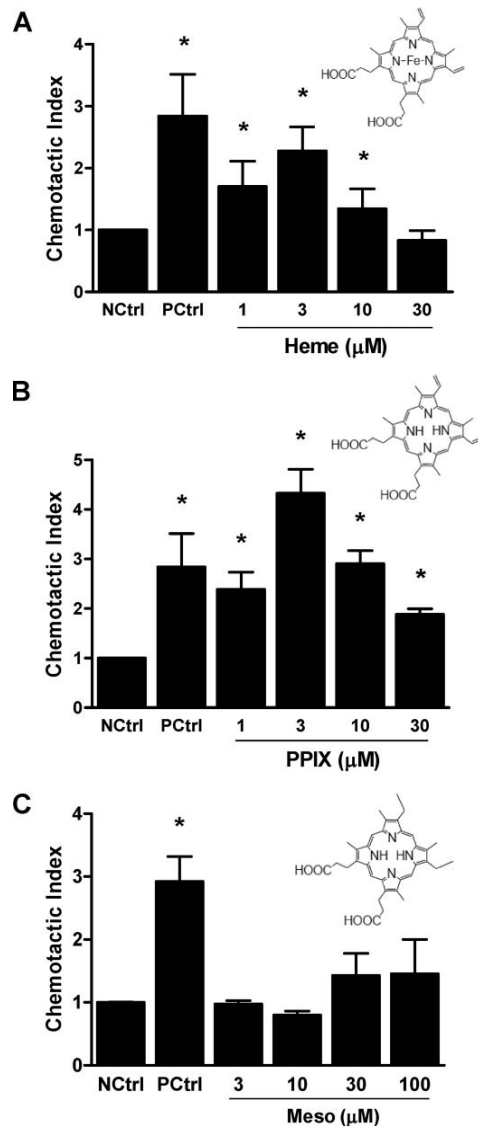 A
Chemotactic Index
4
3
2
1
0
*
*
*
*
N
N-Fe-N
N
HOOC
HOOC
NCtrl PCtrl 1 3 10 30
Heme (μM)
B
Chemotactic Index
5
4
3
2
1
0
*
*
*
*
*
N
NH HN
N
HOOC
HOOC
NCtrl PCtrl 1 3 10 30
PPIX (μM)
C
Chemotactic Index
4
3
2
1
0
*
N
NH HN
N
HOOC
HOOC
NCtrl PCtrl 3 10 30 100
Meso (μM)